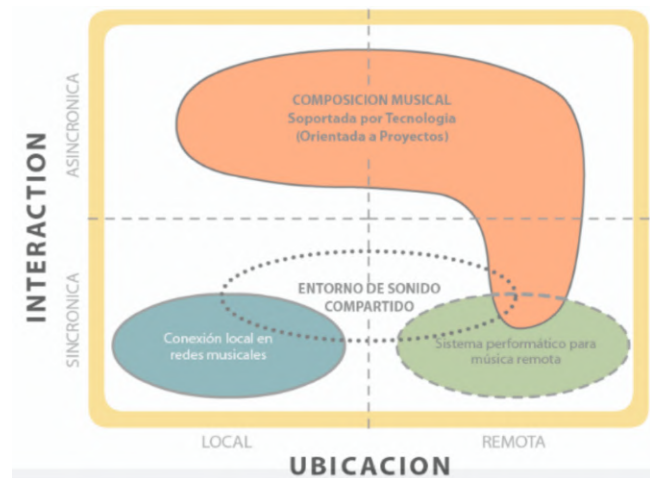 COMPOSICION MUSICAL
Soportada por Tecnología
(Orientada a Proyectos)
INTERACTION
ASINCRONICA
SINCRONICA
ENTORNO DE SONIDO
COMPARTIDO
Conexión local en
redes musicales
Sistema performático para
música remota
LOCAL
REMOTA
UBICACION